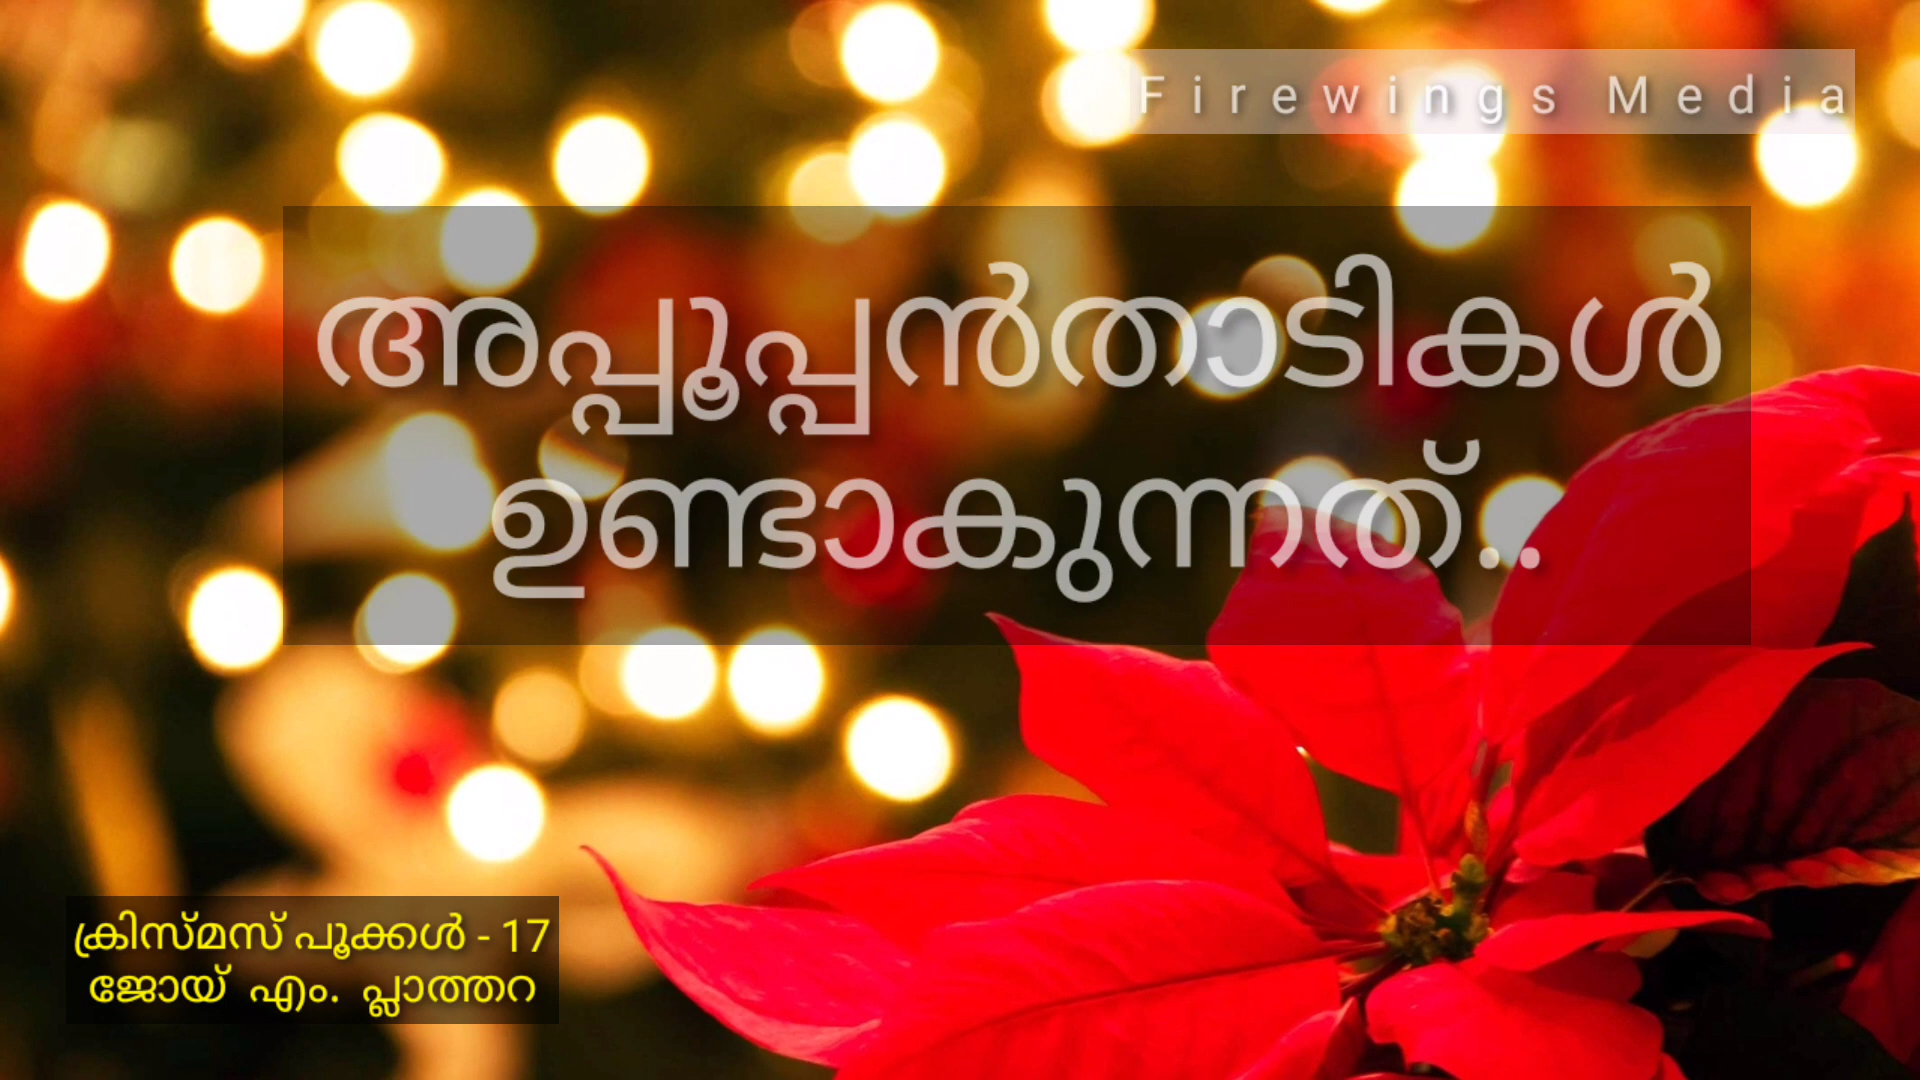 Firewings Media
അപ്പൂപ്പൻതാടികൾ
ഉണ്ടാകുന്നത്..
ക്രിസ്മസ് പൂക്കൾ - 17
ജോയ് എം. പ്ലാത്തറ